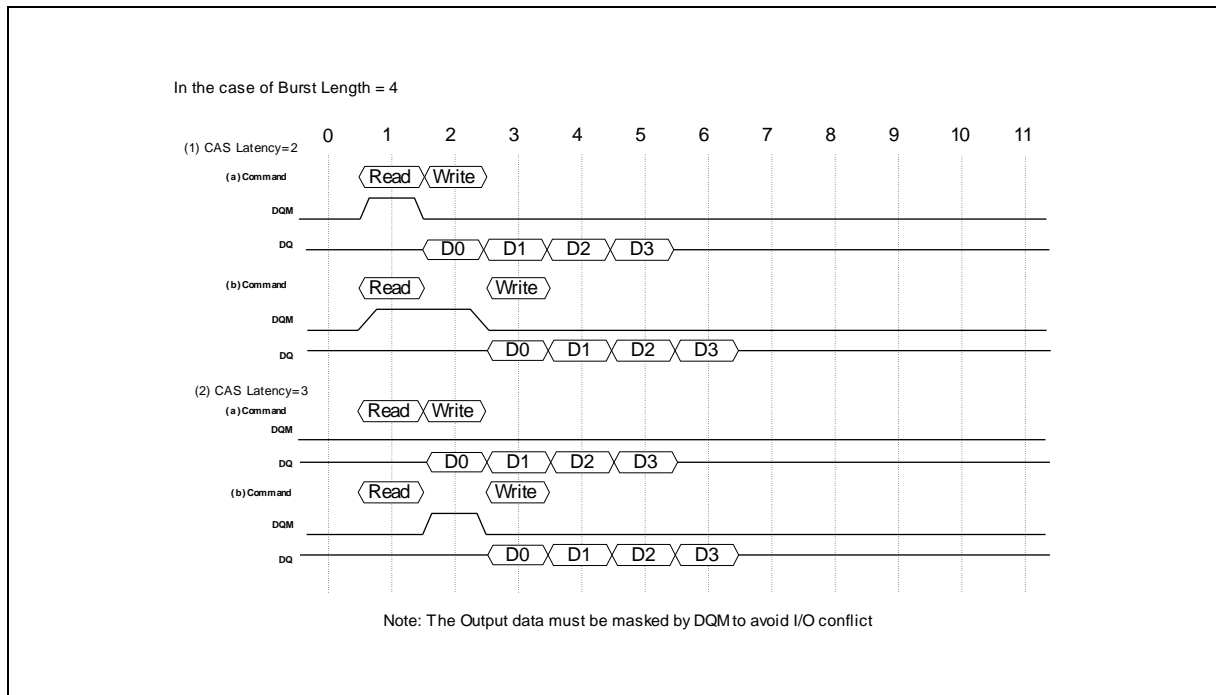 In the case of Burst Length = 4
0 1 2 3 4 5 6 7 8 9 10 11
(1) CAS Latency=2
(a) Command Read Write
DQM
DQ D0 D1 D2 D3
(b) Command Read Write
DQM
DQ D0 D1 D2 D3
(2) CAS Latency=3
(a) Command Read Write
DQM
DQ D0 D1 D2 D3
(b) Command Read Write
DQM
DQ D0 D1 D2 D3
Note: The Output data must be masked by DQM to avoid I/O conflict